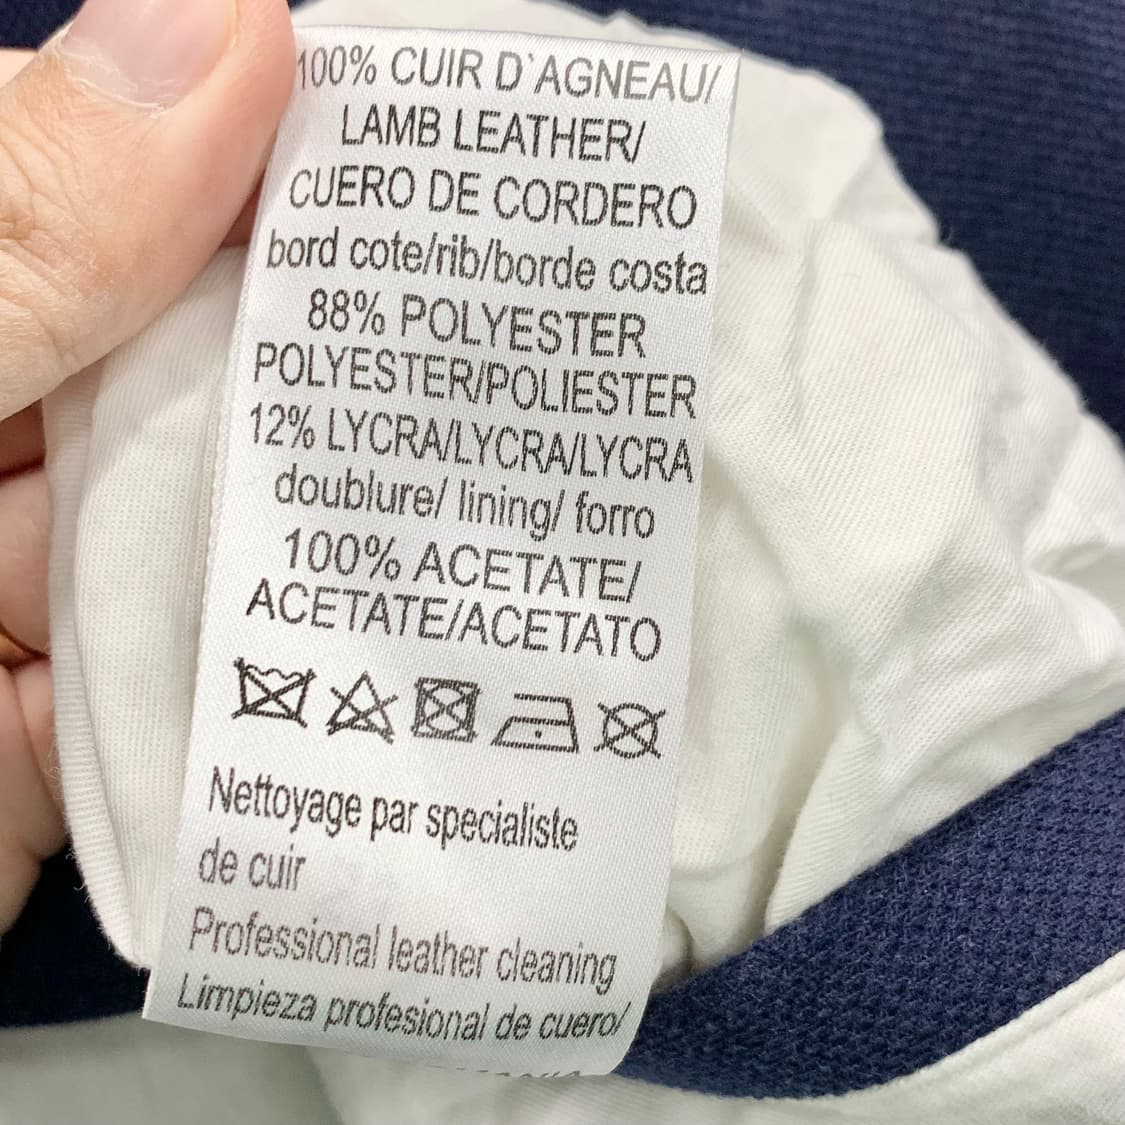 100% CUIR D`AGNEAU/
LAMB LEATHER/
CUERO DE CORDERO
bord cote/rib/borde costa
88% POLYESTER
POLYESTER/POLIESTER
12% LYCRA/LYCRA/LYCRA
doublure/ lining/ forro
100% ACETATE/
ACETATE/ACETATO
Nettoyage par specialiste
de cuir
Professional leather cleaning
Limpieza profesional de cuero/